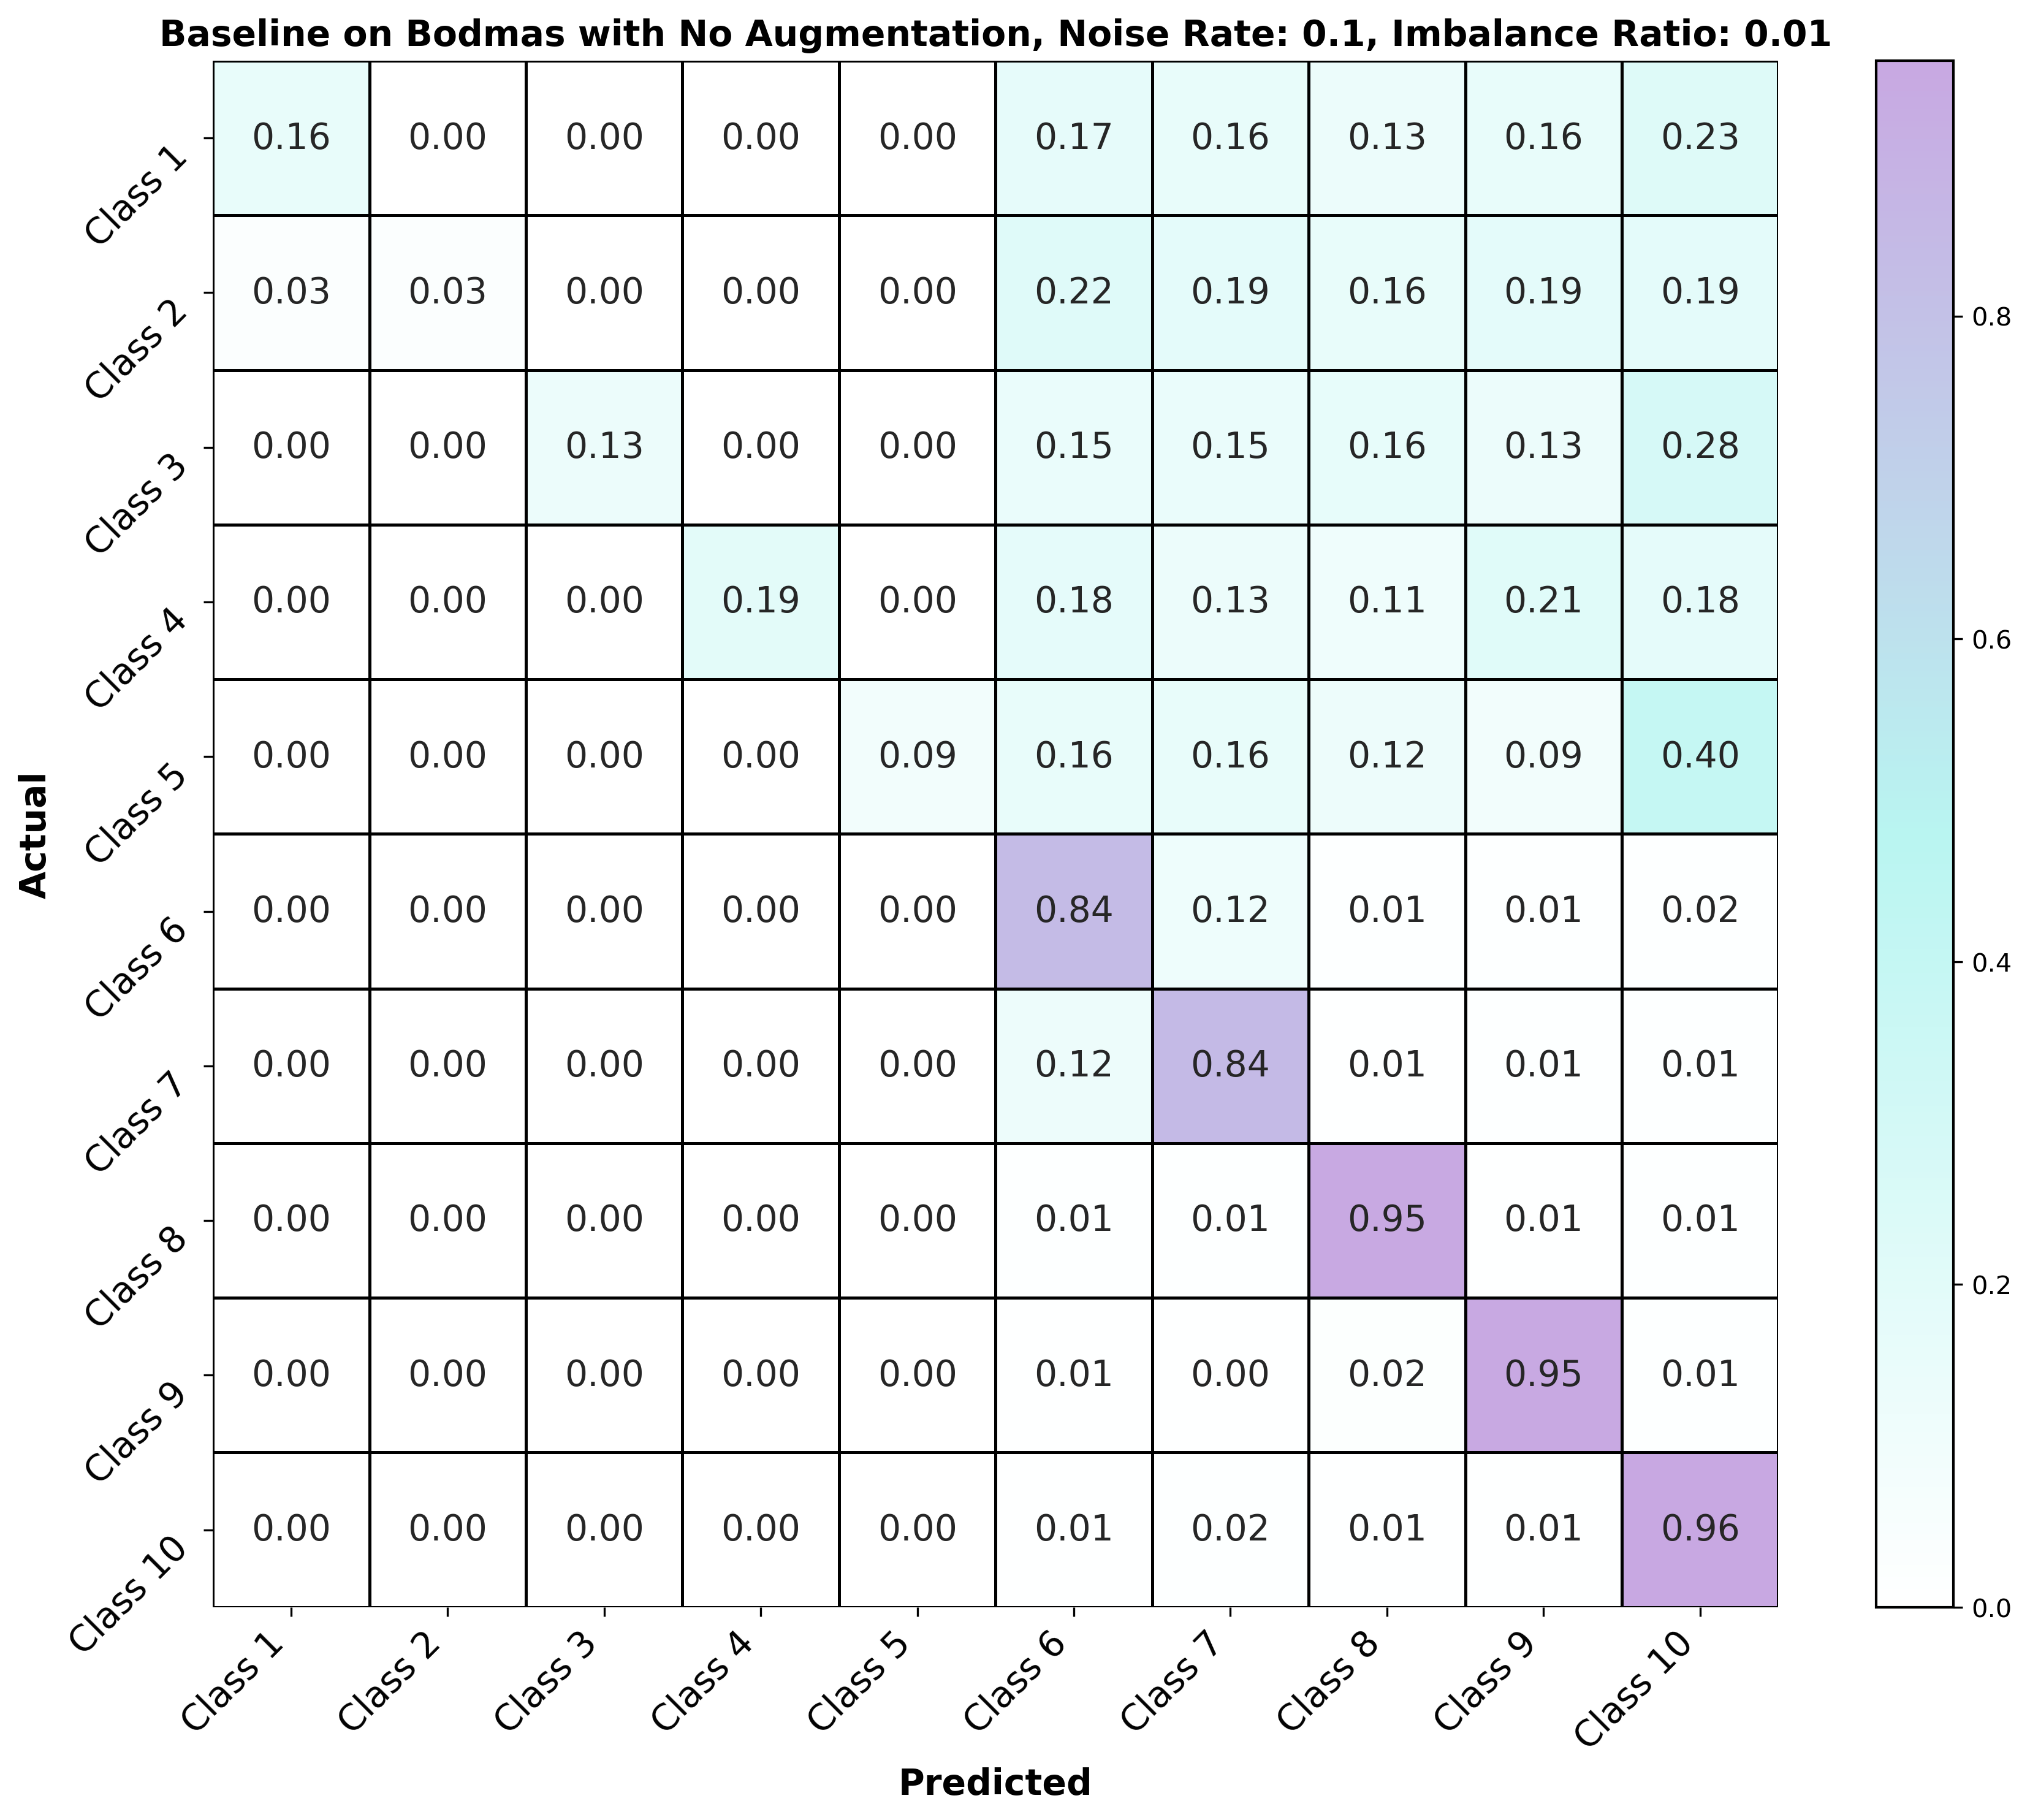 Baseline on Bodmas with No Augmentation, Noise Rate: 0.1, Imbalance Ratio: 0.01
Actual
Class 1 0.16 0.00 0.00 0.00 0.00 0.17 0.16 0.13 0.16 0.23
Class 2 0.03 0.03 0.00 0.00 0.00 0.22 0.19 0.16 0.19 0.19
Class 3 0.00 0.00 0.13 0.00 0.00 0.15 0.15 0.16 0.13 0.28
Class 4 0.00 0.00 0.00 0.19 0.00 0.18 0.13 0.11 0.21 0.18
Class 5 0.00 0.00 0.00 0.00 0.09 0.16 0.16 0.12 0.09 0.40
Class 6 0.00 0.00 0.00 0.00 0.00 0.84 0.12 0.01 0.01 0.02
Class 7 0.00 0.00 0.00 0.00 0.00 0.12 0.84 0.01 0.01 0.01
Class 8 0.00 0.00 0.00 0.00 0.00 0.01 0.01 0.95 0.01 0.01
Class 9 0.00 0.00 0.00 0.00 0.00 0.01 0.00 0.02 0.95 0.01
Class 10 0.00 0.00 0.00 0.00 0.00 0.01 0.02 0.01 0.01 0.96
Class 1 Class 2 Class 3 Class 4 Class 5 Class 6 Class 7 Class 8 Class 9 Class 10
Predicted
0.8
0.6
0.4
0.2
0.0